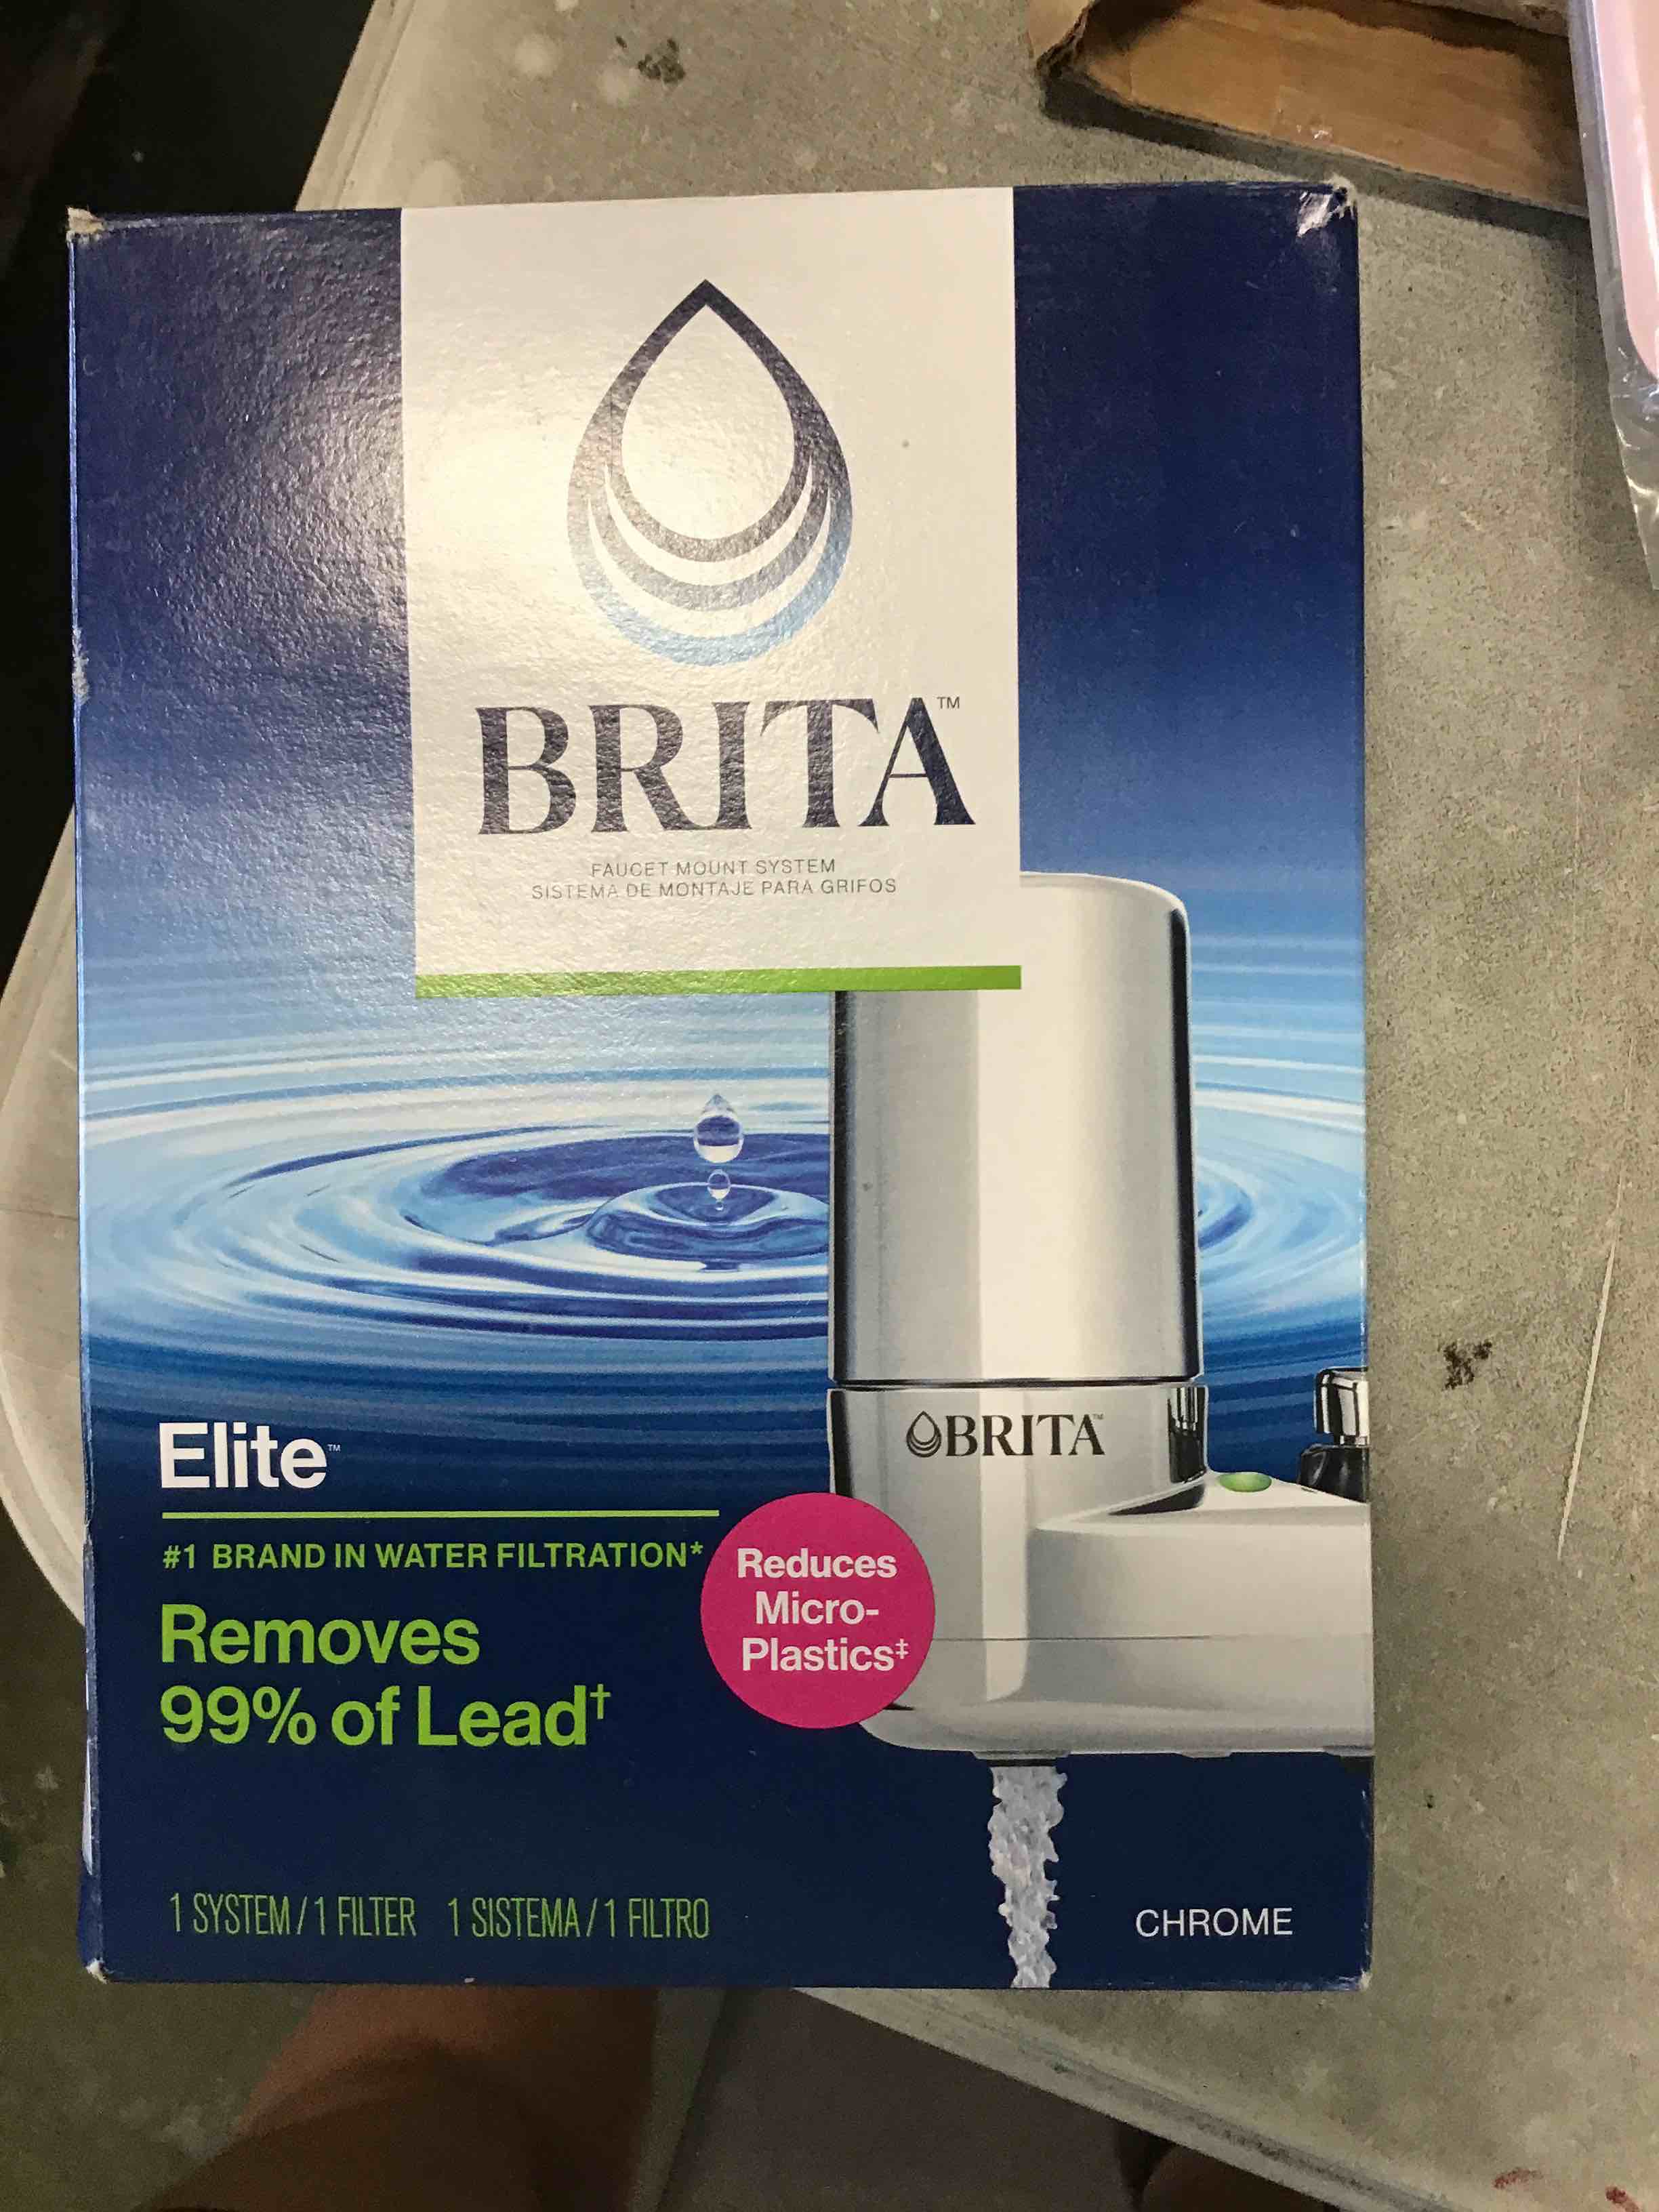 BRITA™
FAUCET MOUNT SYSTEM
SISTEMA DE MONTAJE PARA GRIFOS
BRITA™
Elite™
#1 BRAND IN WATER FILTRATION*
Removes
99% of Lead†
Reduces
Micro-
Plastics‡
1 SYSTEM / 1 FILTER 1 SISTEMA / 1 FILTRO
CHROME